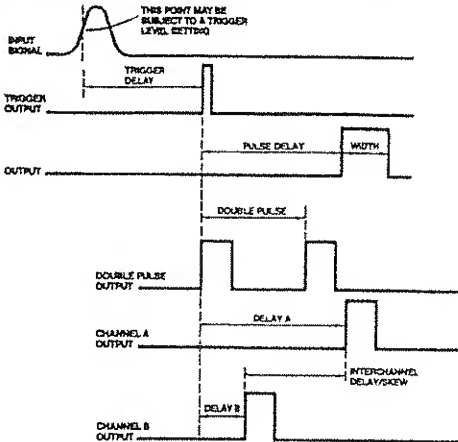 THIS POINT MAY BE
SUBJECT TO A TRIGGER
LEVEL SETTING
INPUT
SIGNAL
TRIGGER
DELAY
TRIGGER
OUTPUT
PULSE DELAY
WIDTH
OUTPUT
DOUBLE PULSE
DOUBLE PULSE
OUTPUT
DELAY A
CHANNEL A
OUTPUT
INTERCHANNEL
DELAY/SKEW
DELAY B
CHANNEL B
OUTPUT